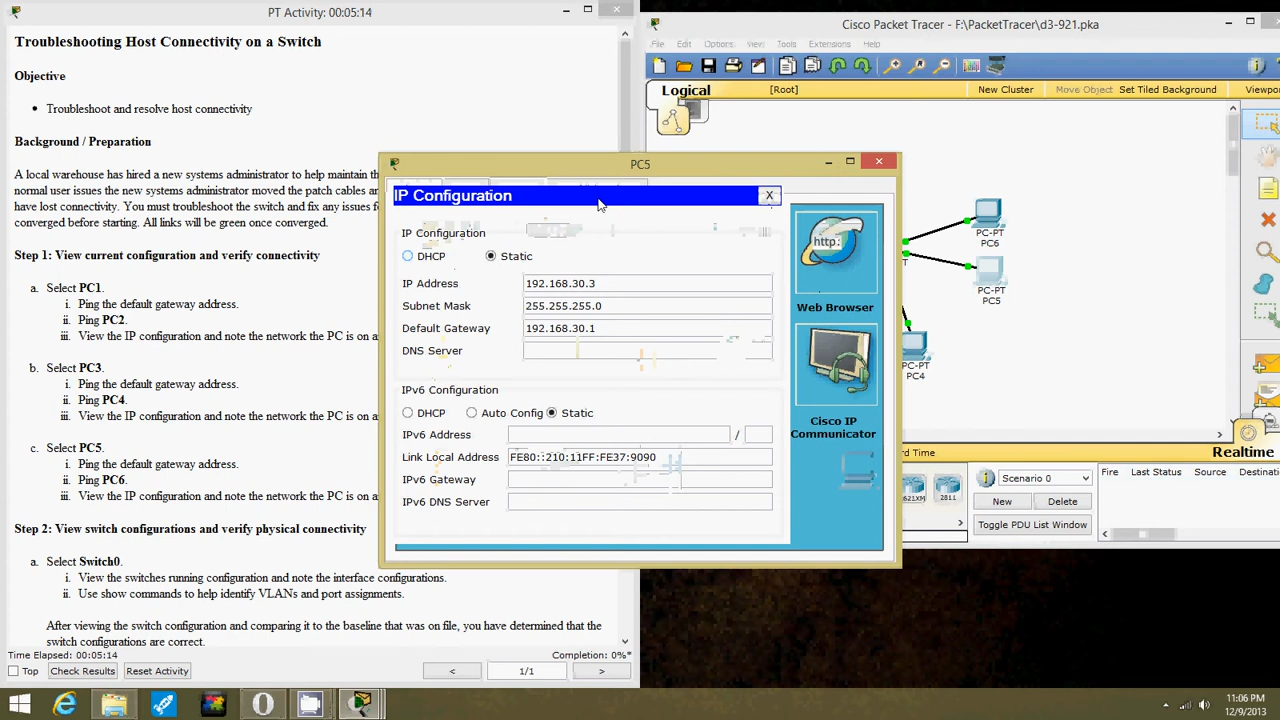 PT Activity: 00:05:14
Troubleshooting Host Connectivity on a Switch
Objective
• Troubleshoot and resolve host connectivity
Background / Preparation
A local warehouse has hired a new systems administrator to help maintain th
normal user issues the new systems administrator moved the patch cables ar
have lost connectivity. You must troubleshoot the switch and fix any issues f
converged before starting. All links will be green once converged.
Step 1: View current configuration and verify connectivity
a. Select PC1.
i. Ping the default gateway address.
ii. Ping PC2.
iii. View the IP configuration and note the network the PC is on a
b. Select PC3.
i. Ping the default gateway address.
ii. Ping PC4.
iii. View the IP configuration and note the network the PC is on a
c. Select PC5.
i. Ping the default gateway address.
ii. Ping PC6.
iii. View the IP configuration and note the network the PC is on a
Step 2: View switch configurations and verify physical connectivity
a. Select Switch0.
i. View the switches running configuration and note the interface configurations.
ii. Use show commands to help identify VLANs and port assignments.
After viewing the switch configuration and comparing it to the baseline that was on file, you have determined that the
switch configurations are correct.
Time Elapsed: 00:05:14
Completion: 0%*
Top
Check Results
Reset Activity
<
1/1
>
PC5
IP Configuration
X
IP Configuration
DHCP
Static
IP Address
192.168.30.3
Subnet Mask
255.255.255.0
Default Gateway
192.168.30.1
DNS Server
IPv6 Configuration
DHCP
Auto Config
Static
IPv6 Address
/
Link Local Address
FE80::210:11FF:FE37:9090
IPv6 Gateway
IPv6 DNS Server
http:
Web Browser
Cisco IP
Communicator
Cisco Packet Tracer - F:\PacketTracer\d3-921.pka
File Edit Options View Tools Extensions Help
Logical
[Root]
New Cluster
Move Object
Set Tiled Background
Viewpo
PC-PT
PC6
PC-PT
PC5
PC-PT
PC4
Realtime
Scenario 0
New
Delete
Toggle PDU List Window
Fire
Last Status
Source
Destinati
2811
11:06 PM
12/9/2013